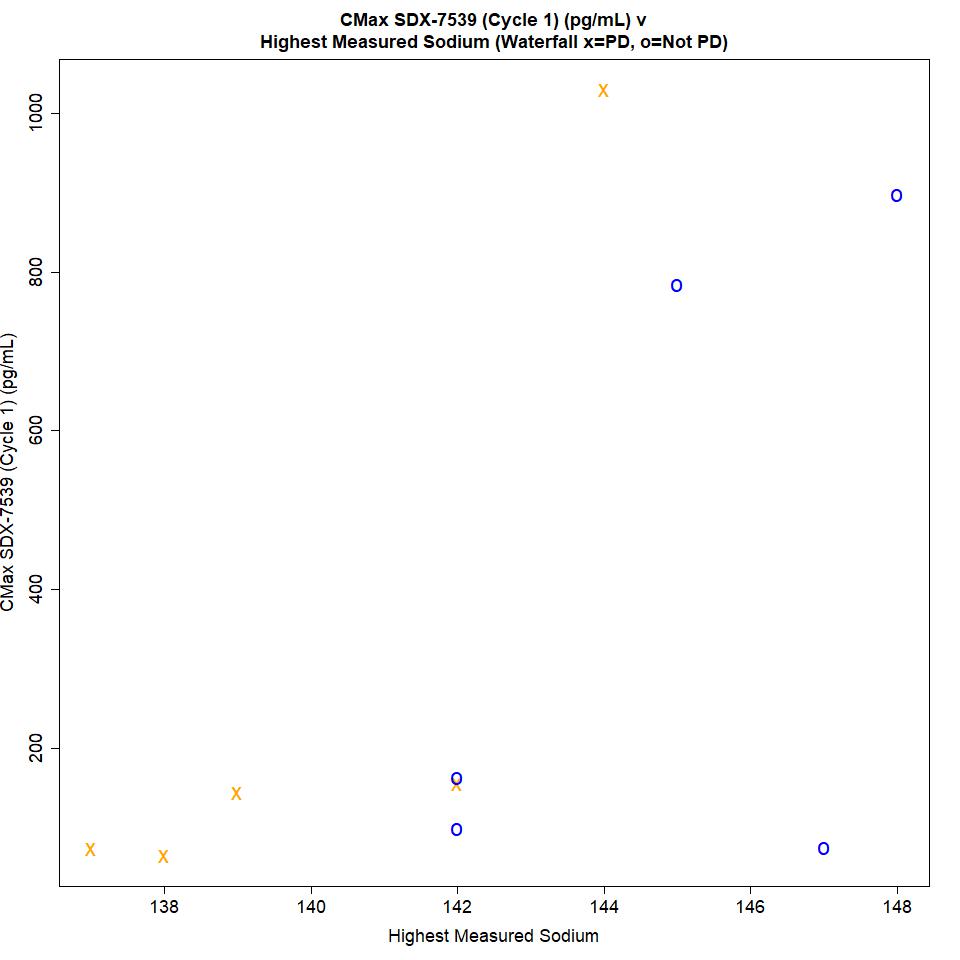 CMax SDX-7539 (Cycle 1) (pg/mL) v
Highest Measured Sodium (Waterfall x=PD, o=Not PD)
CMax SDX-7539 (Cycle 1) (pg/mL)
1000
800
600
400
200
X
O
O
O
X
X
O
X
O
X
138
140
142
144
146
148
Highest Measured Sodium